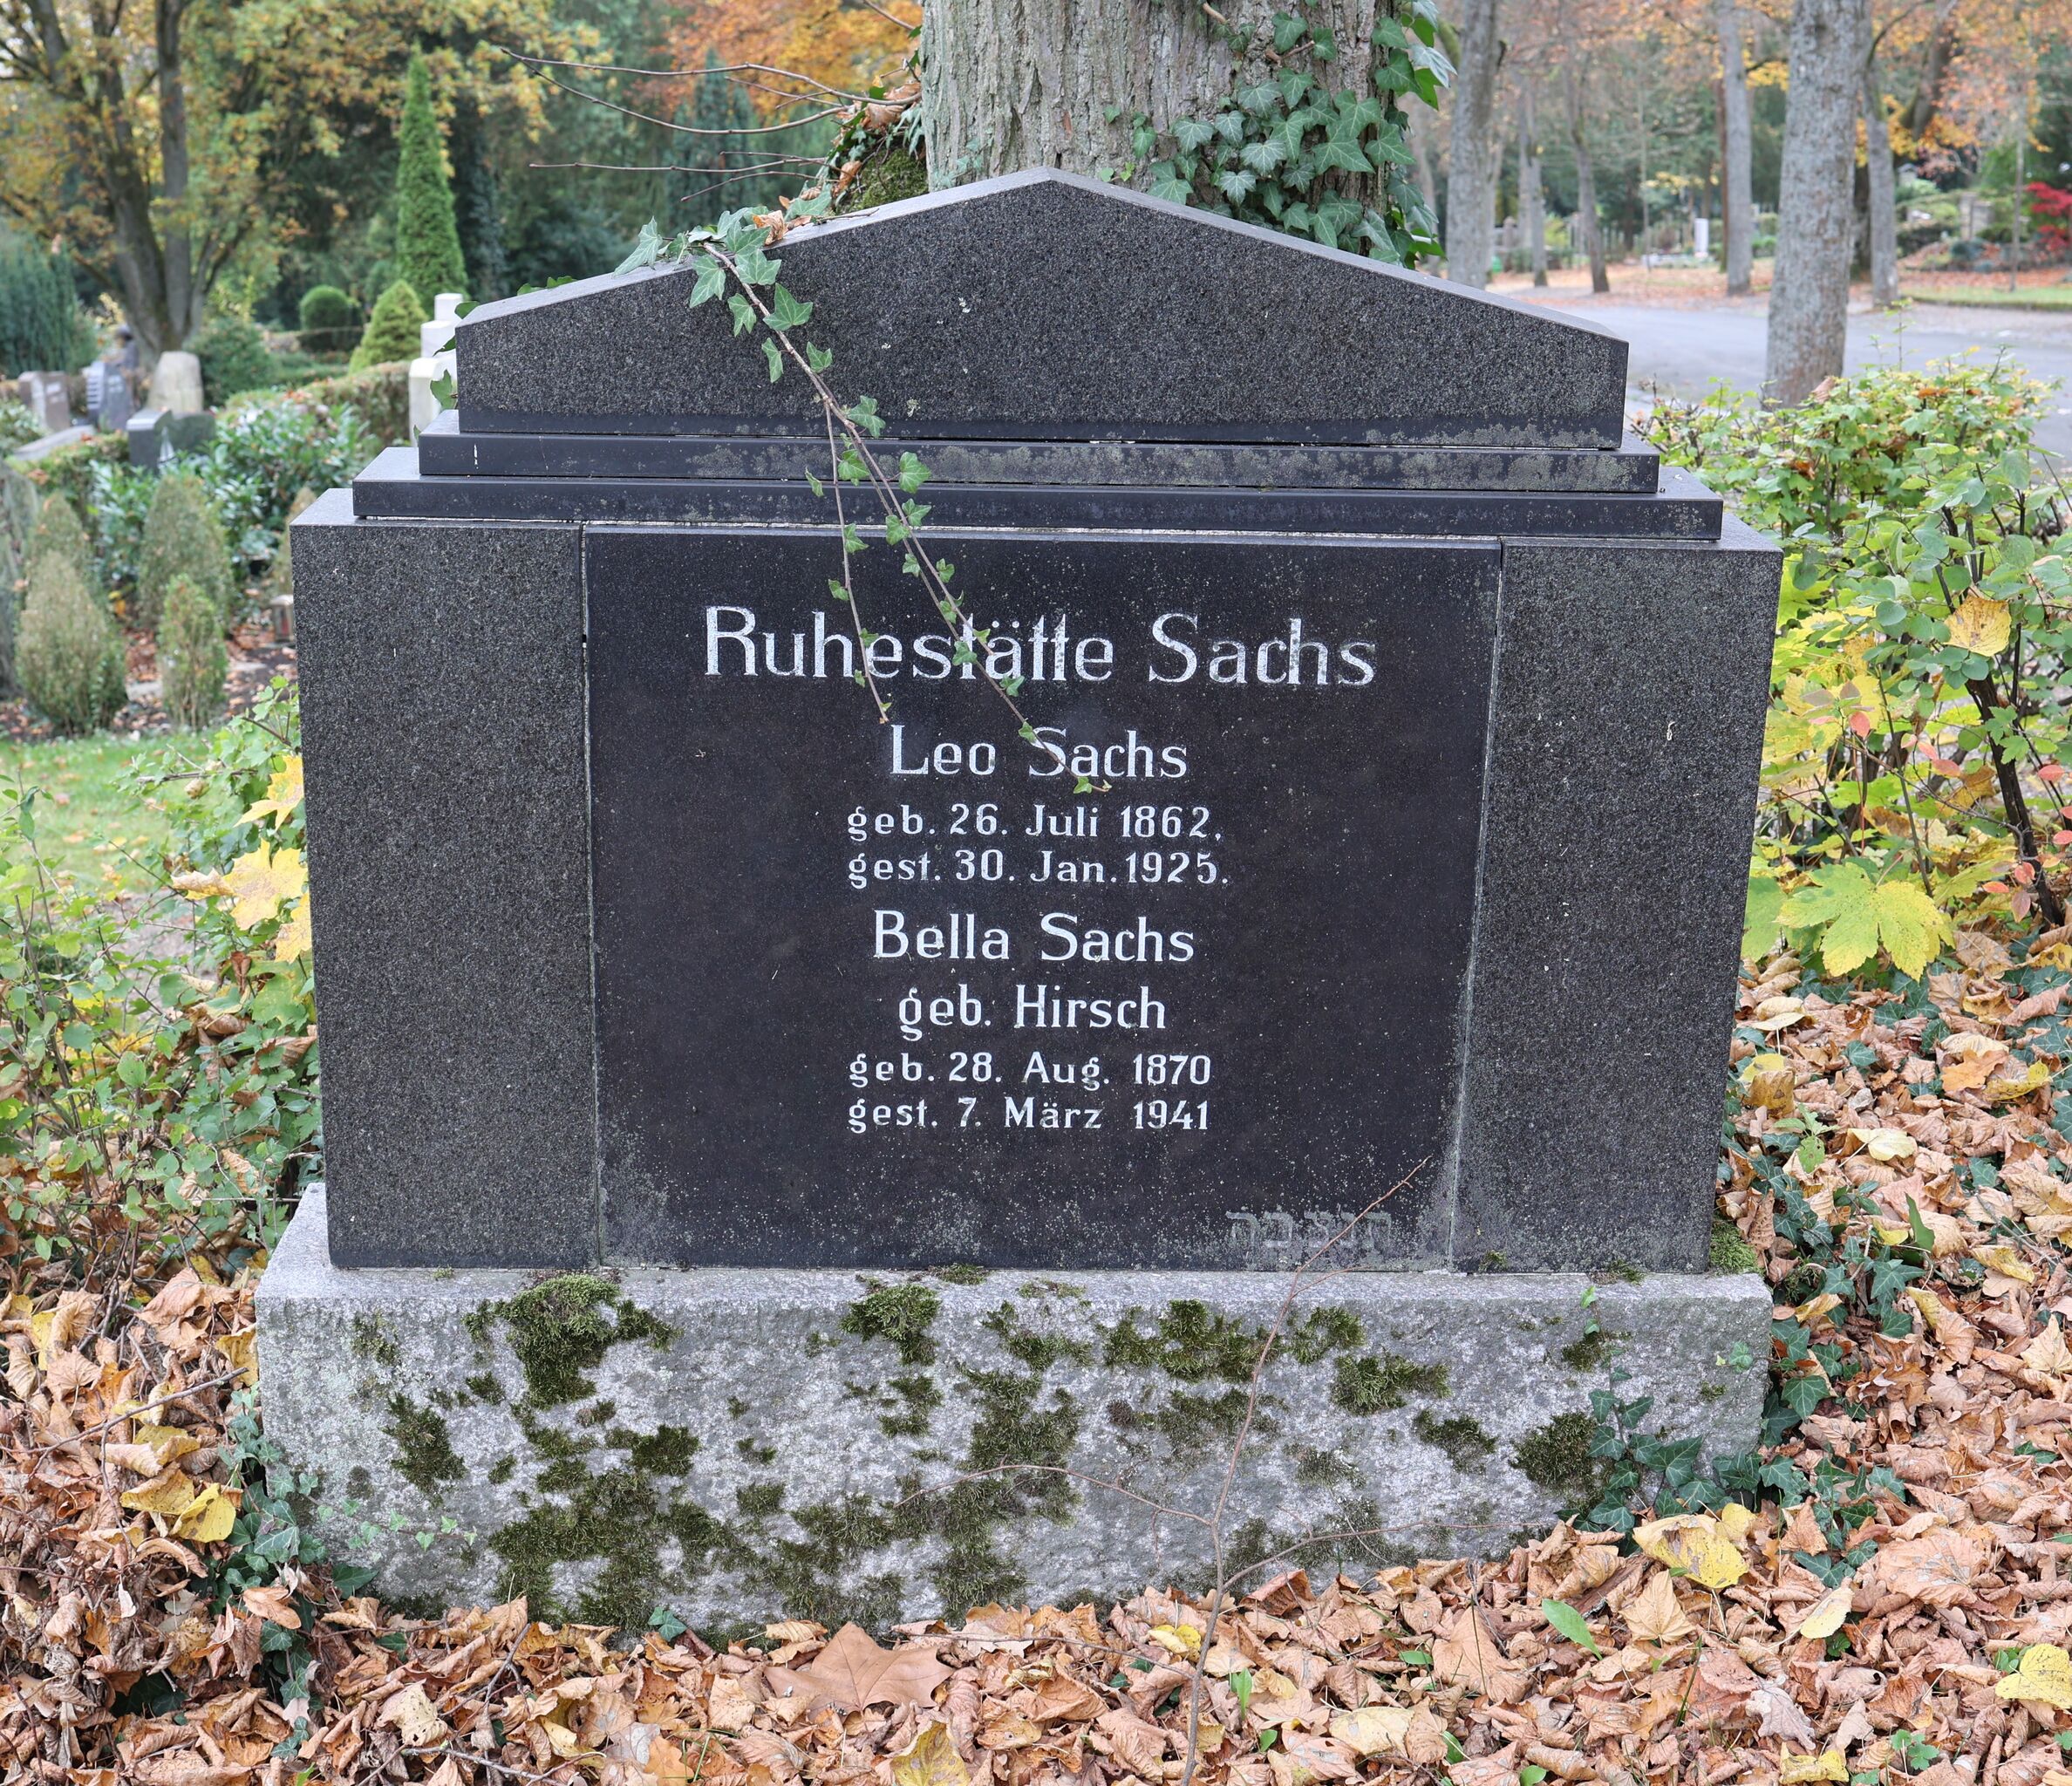 Ruhestätte Sachs
Leo Sachs
geb. 26. Juli 1862,
gest. 30. Jan. 1925.
Bella Sachs
geb. Hirsch
geb. 28. Aug. 1870
gest. 7. März 1941
ת נ צ ב ה